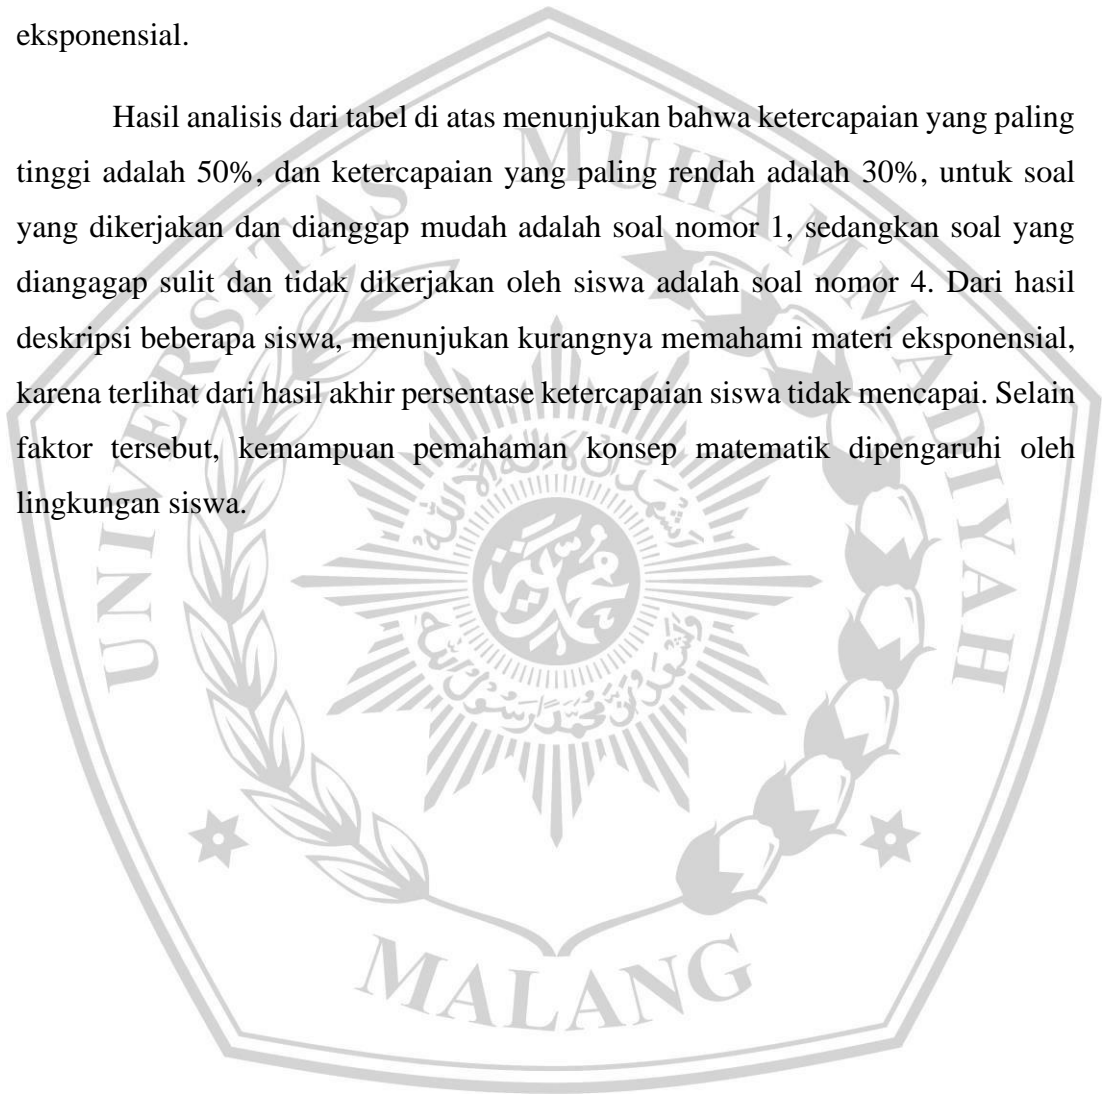 eksponensial.
Hasil analisis dari tabel di atas menunjukan bahwa ketercapaian yang paling
tinggi adalah 50%, dan ketercapaian yang paling rendah adalah 30%, untuk soal
yang dikerjakan dan dianggap mudah adalah soal nomor 1, sedangkan soal yang
diangagap sulit dan tidak dikerjakan oleh siswa adalah soal nomor 4. Dari hasil
deskripsi beberapa siswa, menunjukan kurangnya memahami materi eksponensial,
karena terlihat dari hasil akhir persentase ketercapaian siswa tidak mencapai. Selain
faktor tersebut, kemampuan pemahaman konsep matematik dipengaruhi oleh
lingkungan siswa.
UNIVERSITAS MUHAMMADIYAH
MALANG